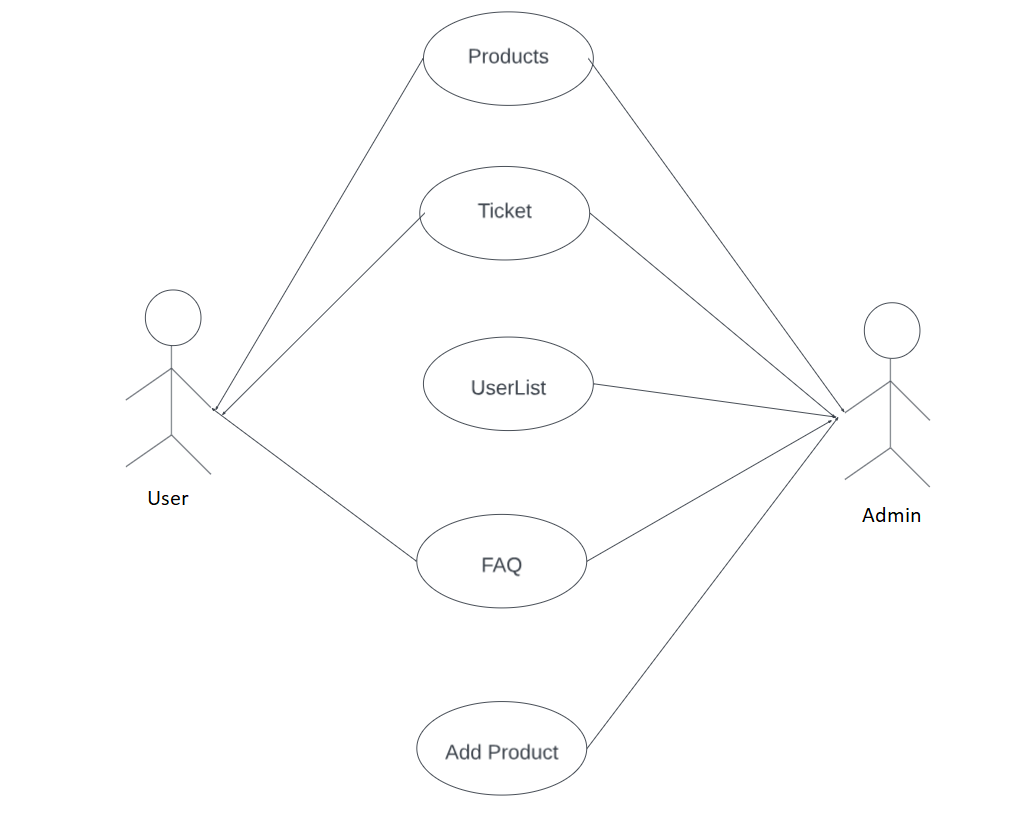 Products
Ticket
UserList
User
Admin
FAQ
Add Product